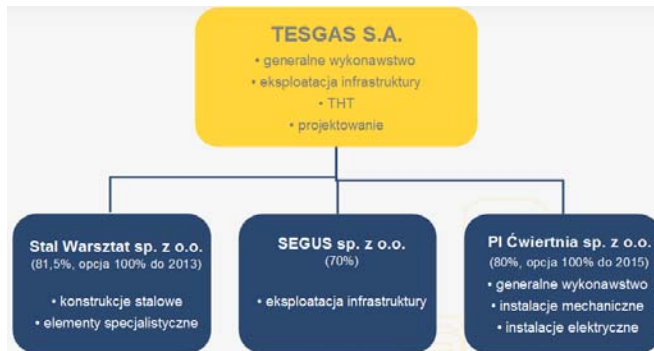 TESGAS S.A.
• generalne wykonawstwo
• eksploatacja infrastruktury
• THT
• projektowanie
Stal Warsztat sp. z o.o.
(81,5%, opcja 100% do 2013)
• konstrukcje stalowe
• elementy specjalistyczne
SEGUS sp. z o.o.
(70%)
• eksploatacja infrastruktury
PI Ćwiertnia sp. z o.o.
(80%, opcja 100% do 2015)
• generalne wykonawstwo
• instalacje mechaniczne
• instalacje elektryczne